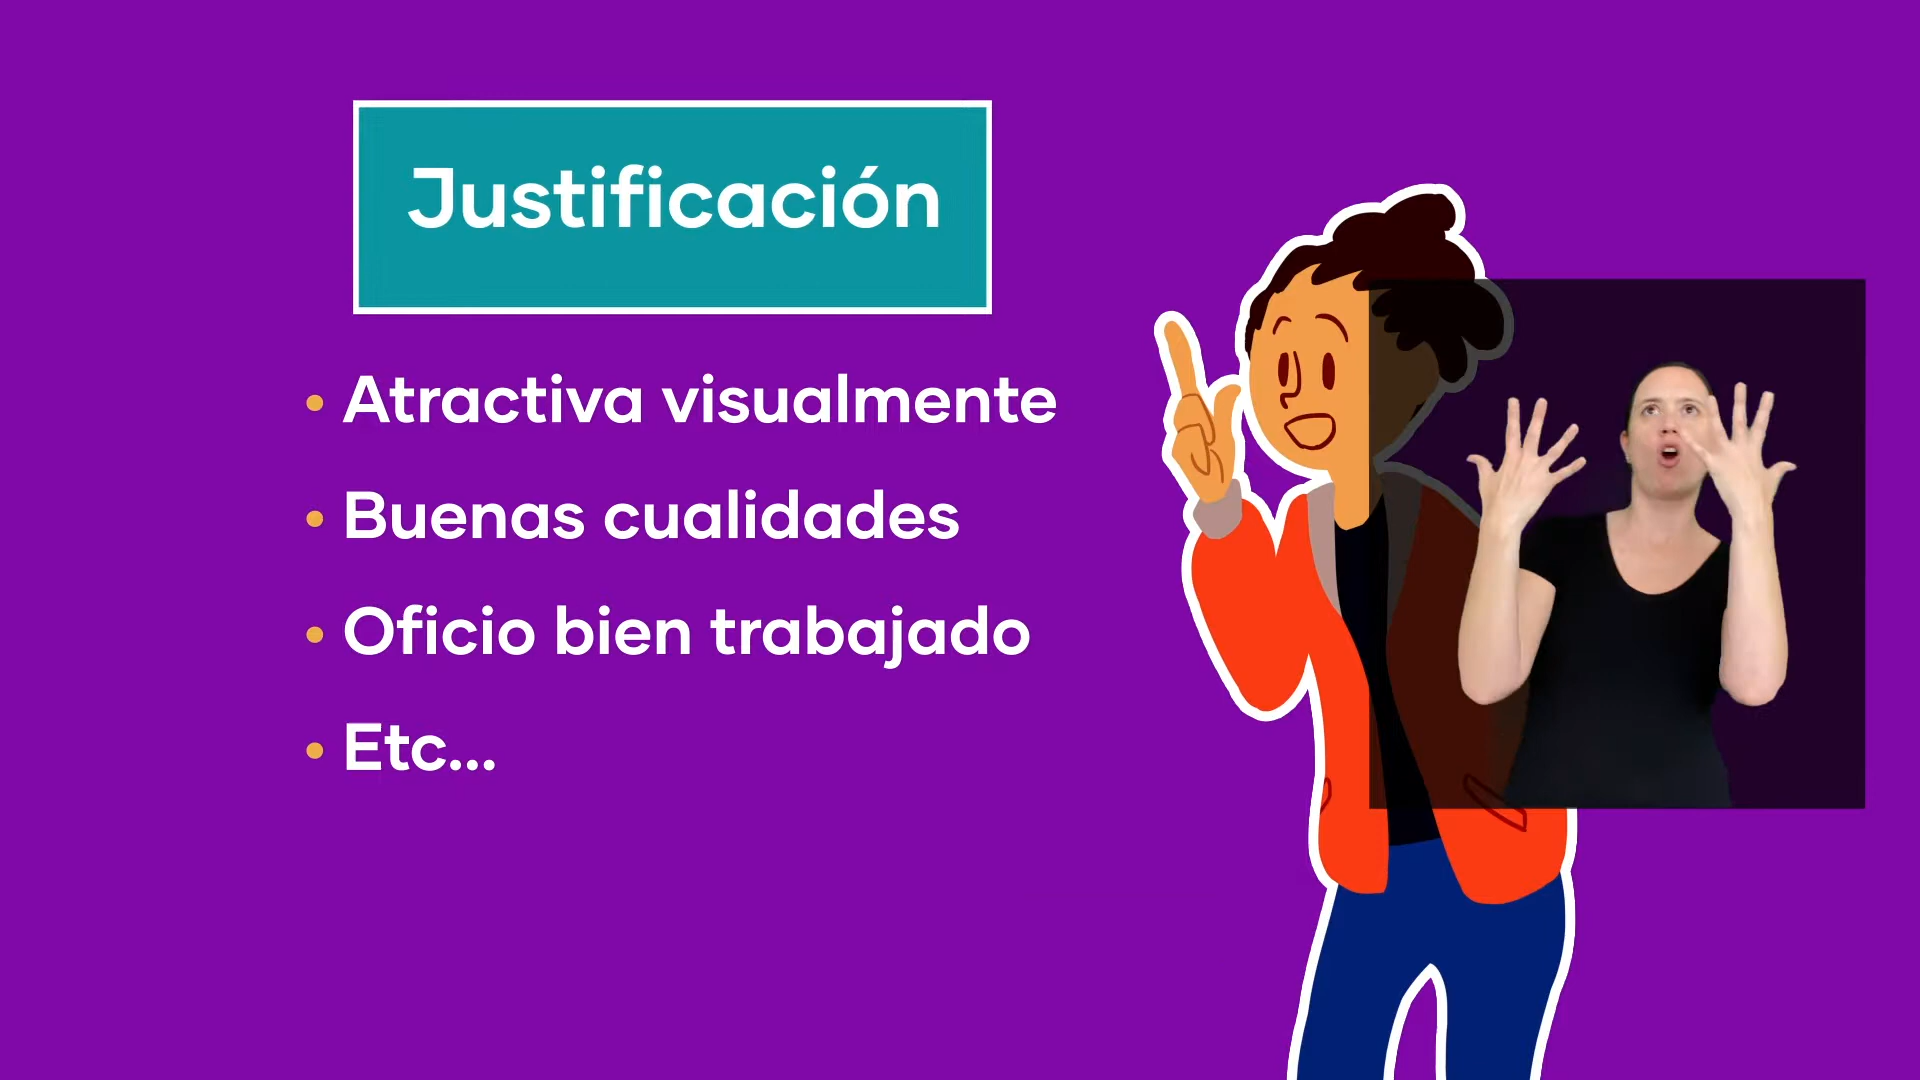 Justificación
• Atractiva visualmente
• Buenas cualidades
• Oficio bien trabajado
• Etc...